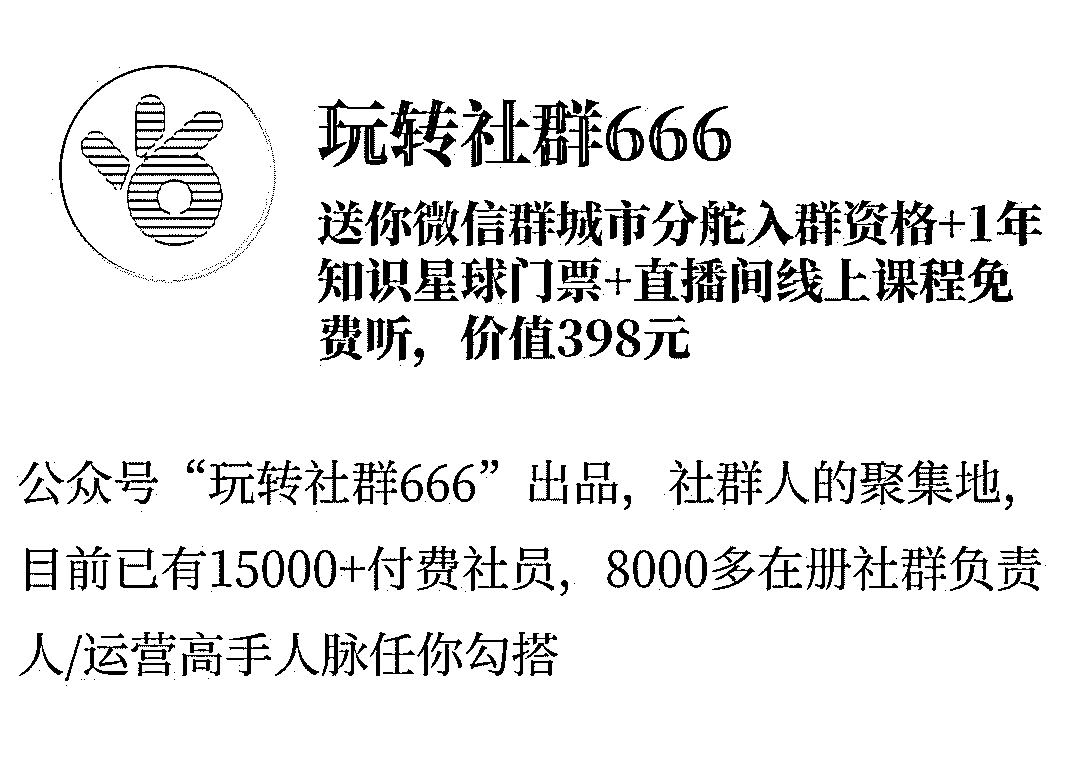 玩转社群666
送你微信群城市分舵入群资格+1年
知识星球门票+直播间线上课程免
费听，价值398元
公众号“玩转社群666”出品，社群人的聚集地，
目前已有15000+付费社员，8000多在册社群负责
人/运营高手人脉任你勾搭